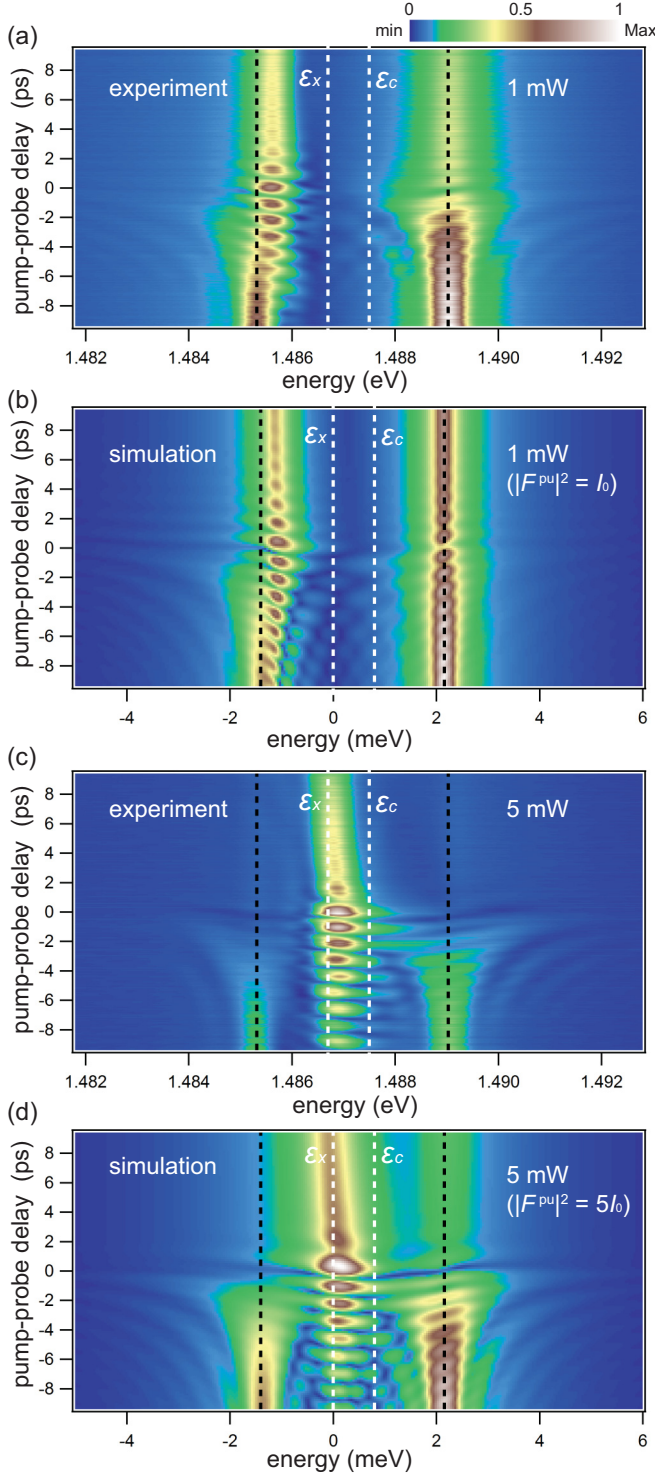 0 0.5 1
min Max
(a)
experiment εx εc 1 mW
pump-probe delay (ps)
8
6
4
2
0
-2
-4
-6
-8
1.482 1.484 1.486 1.488 1.490 1.492
energy (eV)
(b)
simulation εx εc 1 mW
(|F^pu|² = I₀)
pump-probe delay (ps)
8
6
4
2
0
-2
-4
-6
-8
-4 -2 0 2 4 6
energy (meV)
(c)
experiment εx εc 5 mW
pump-probe delay (ps)
8
6
4
2
0
-2
-4
-6
-8
1.482 1.484 1.486 1.488 1.490 1.492
energy (eV)
(d)
simulation εx εc 5 mW
(|F^pu|² = 5I₀)
pump-probe delay (ps)
8
6
4
2
0
-2
-4
-6
-8
-4 -2 0 2 4 6
energy (meV)